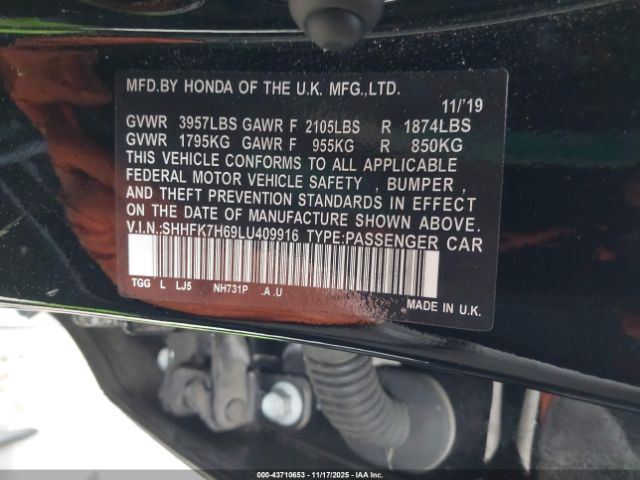 MFD.BY HONDA OF THE U.K. MFG.,LTD.
11/'19
GVWR 3957LBS GAWR F 2105LBS R 1874LBS
GVWR 1795KG GAWR F 955KG R 850KG
THIS VEHICLE CONFORMS TO ALL APPLICABLE
FEDERAL MOTOR VEHICLE SAFETY , BUMPER ,
AND THEFT PREVENTION STANDARDS IN EFFECT
ON THE DATE OF MANUFACTURE SHOWN ABOVE.
V.I.N.:SHHFK7H69LU409916 TYPE:PASSENGER CAR
TGG L LJ5 NH731P .A .U
MADE IN U.K.
000-43710653 - 11/17/2025 - IAA Inc.